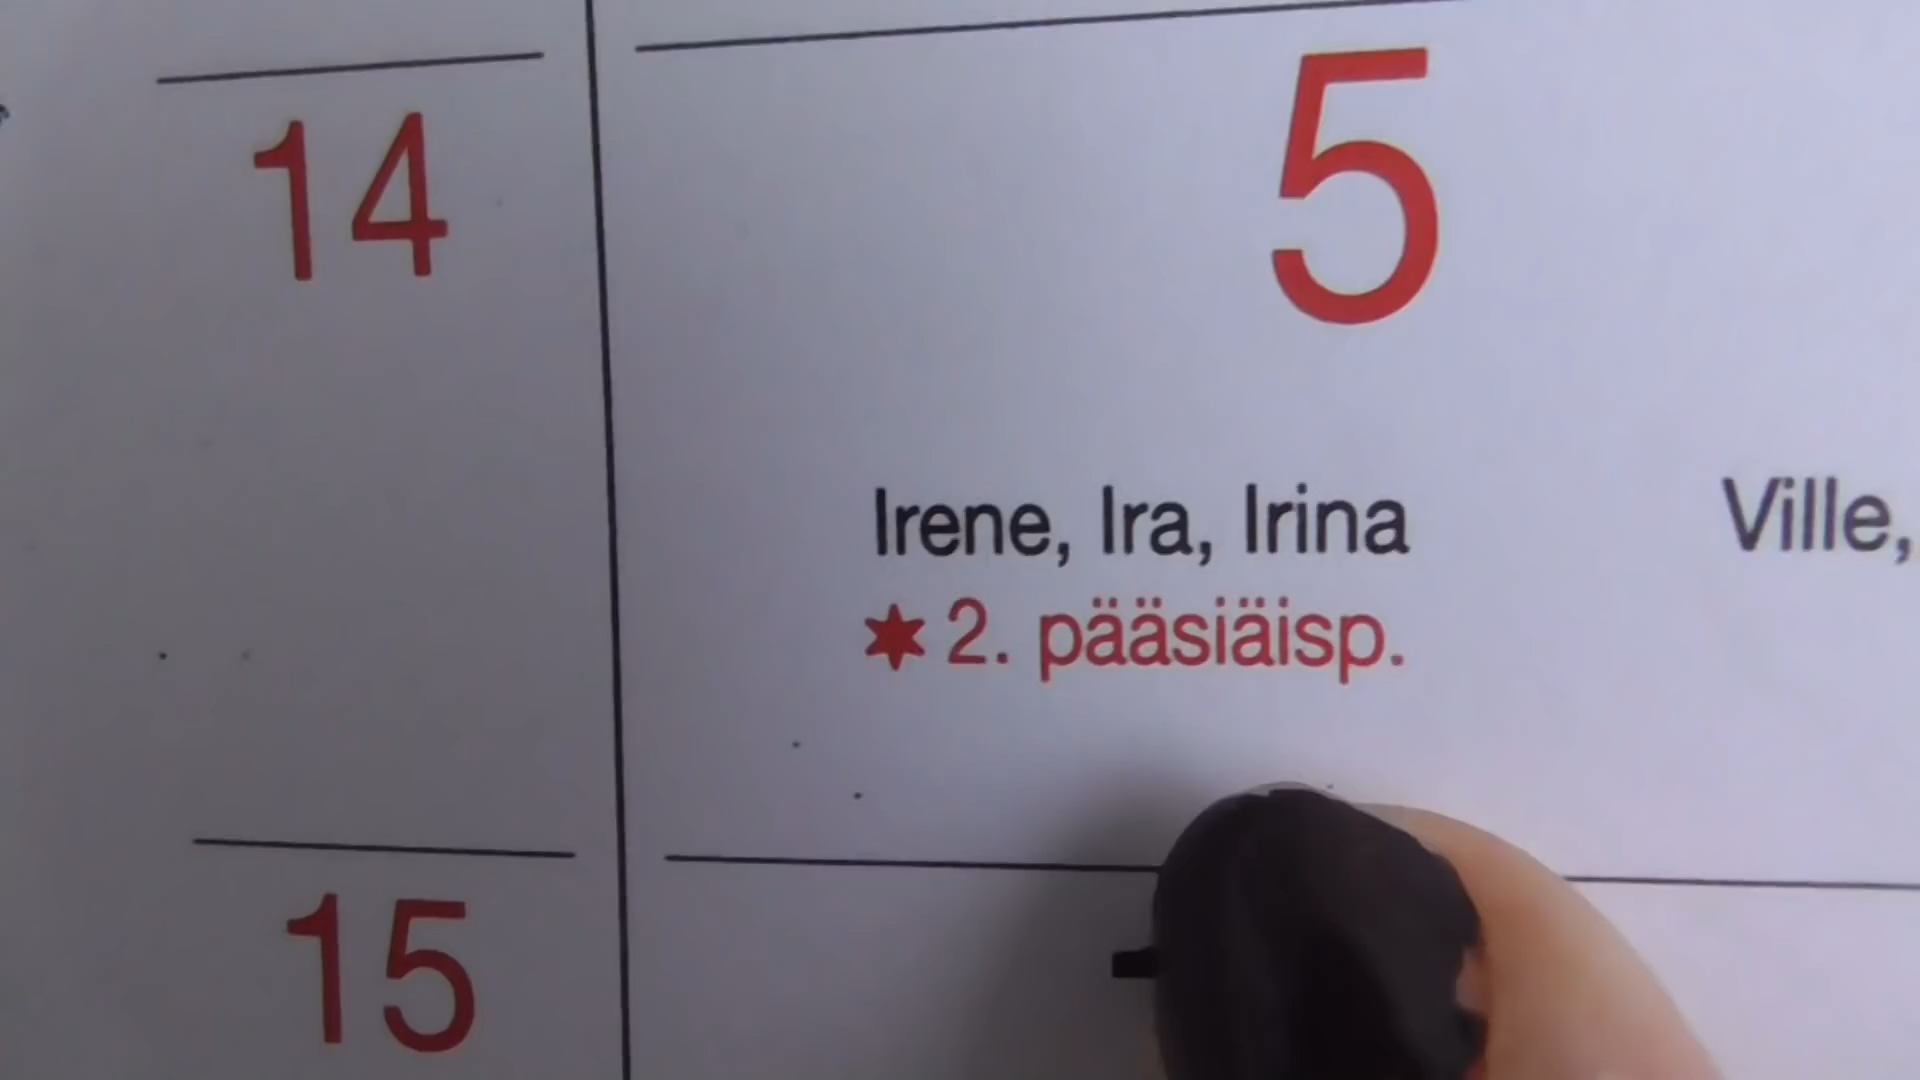 14
5
Irene, Ira, Irina
Ville,
✶ 2. pääsiäisp.
15